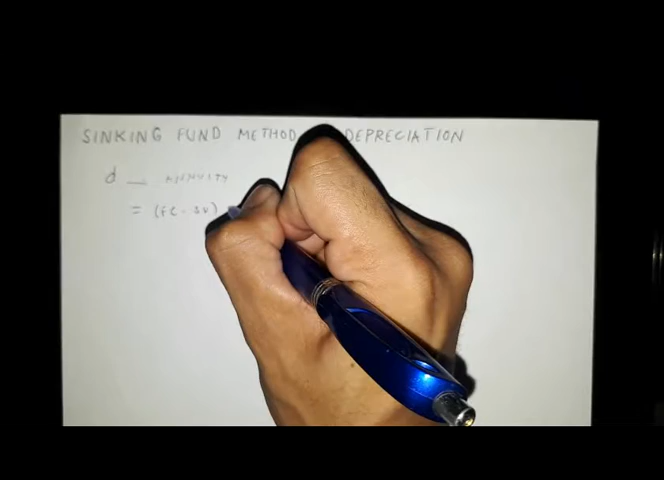 SINKING FUND METHOD DEPRECIATION
d — ANNUITY
= (FC - SV)